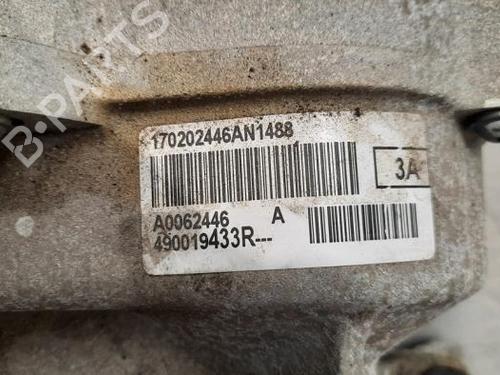 B-PARTS
170202446AN1488
3A
A0062446 A
490019433R---